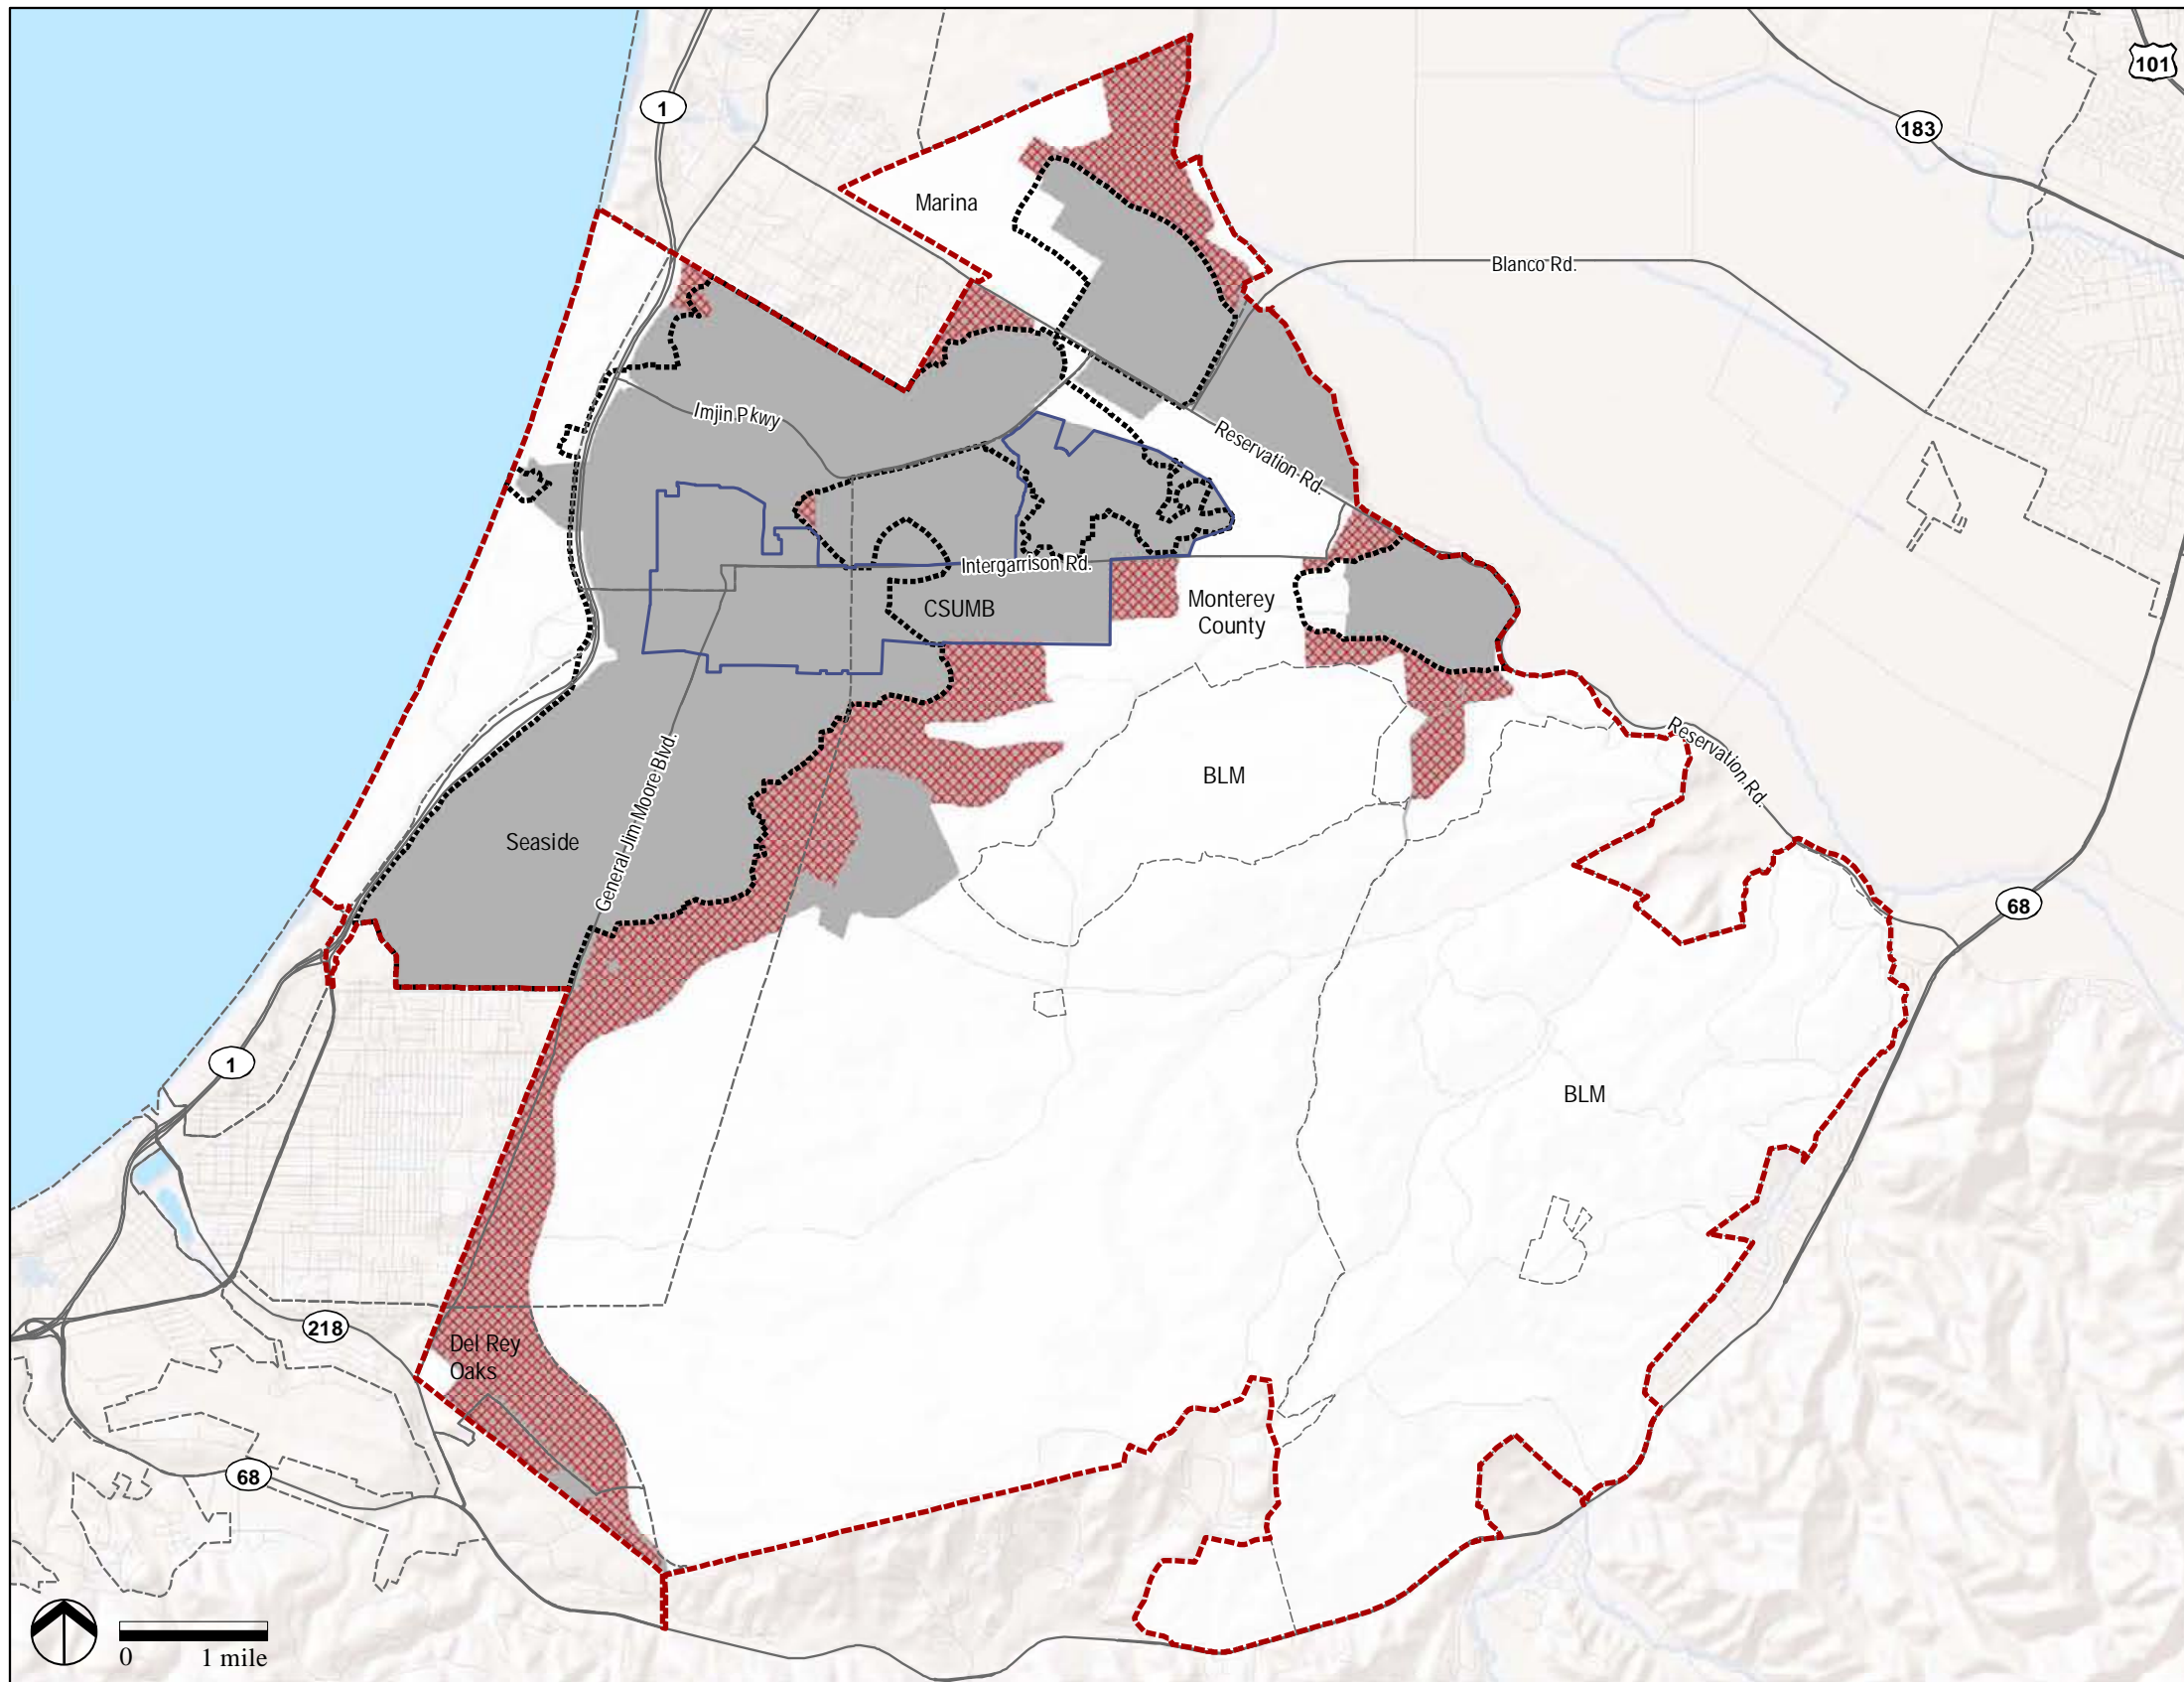 101
1
183
Marina
Blanco Rd.
Imjin Pkwy
Reservation Rd.
Intergarrison Rd.
CSUMB
Monterey
County
Reservation Rd.
General Jim Moore Blvd.
BLM
Seaside
68
1
BLM
218
Del Rey
Oaks
68
0 1 mile